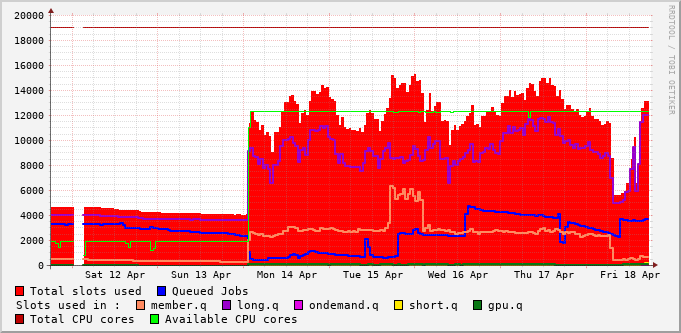 RRDTOOL / TOBI OETIKER
20000
18000
16000
14000
12000
10000
8000
6000
4000
2000
0
Sat 12 Apr Sun 13 Apr Mon 14 Apr Tue 15 Apr Wed 16 Apr Thu 17 Apr Fri 18 Apr
Total slots used Queued Jobs
Slots used in : member.q long.q ondemand.q short.q gpu.q
Total CPU cores Available CPU cores